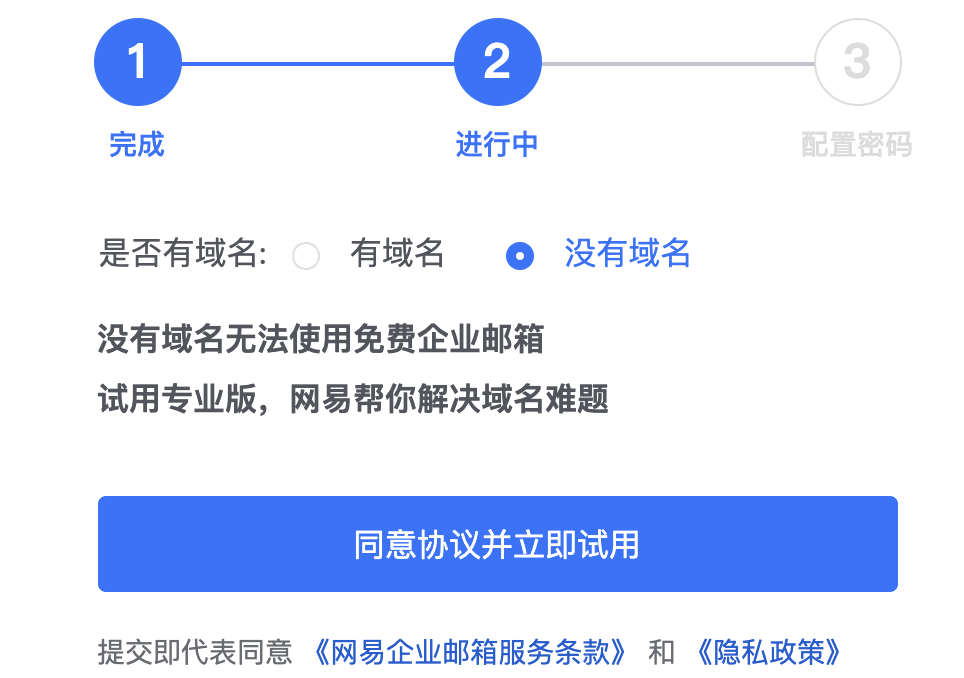 1 2 3
完成 进行中 配置密码
是否有域名: 有域名 没有域名
没有域名无法使用免费企业邮箱
试用专业版，网易帮你解决域名难题
同意协议并立即试用
提交即代表同意 《网易企业邮箱服务条款》 和 《隐私政策》